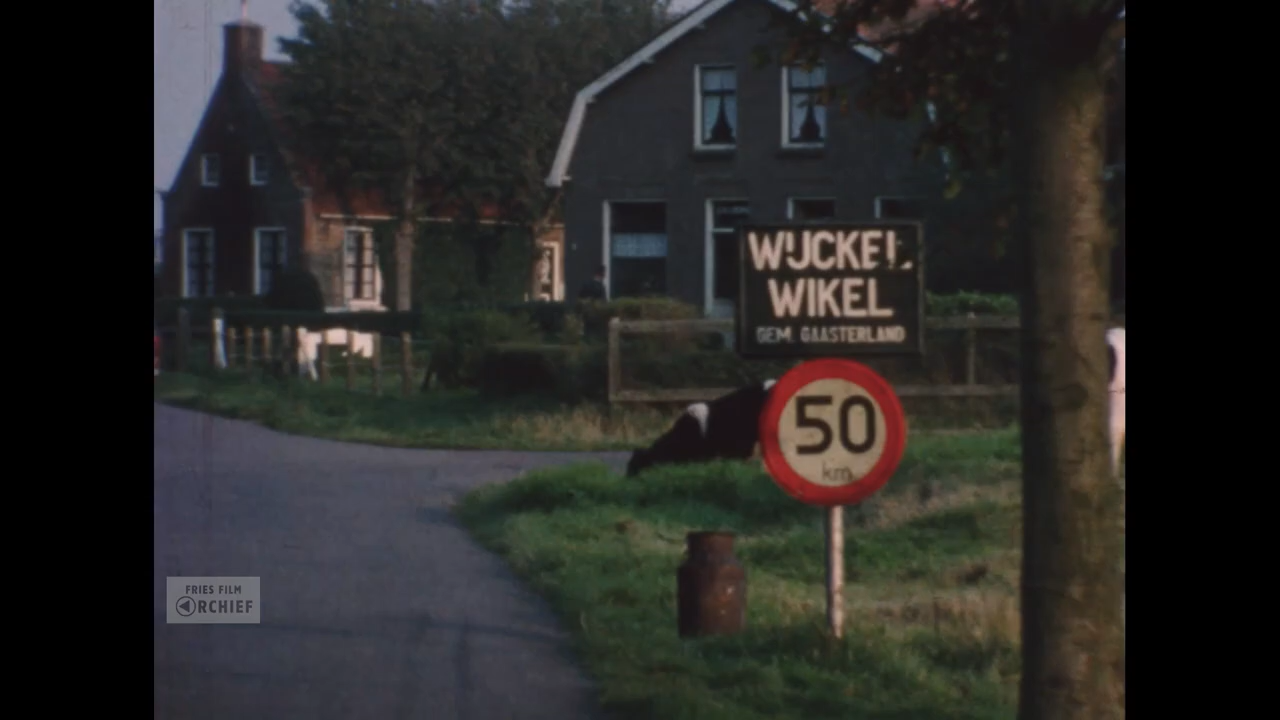 WIJCKEL
WIKEL
GEM. GAASTERLAND
50
km
FRIES FILM
ARCHIEF